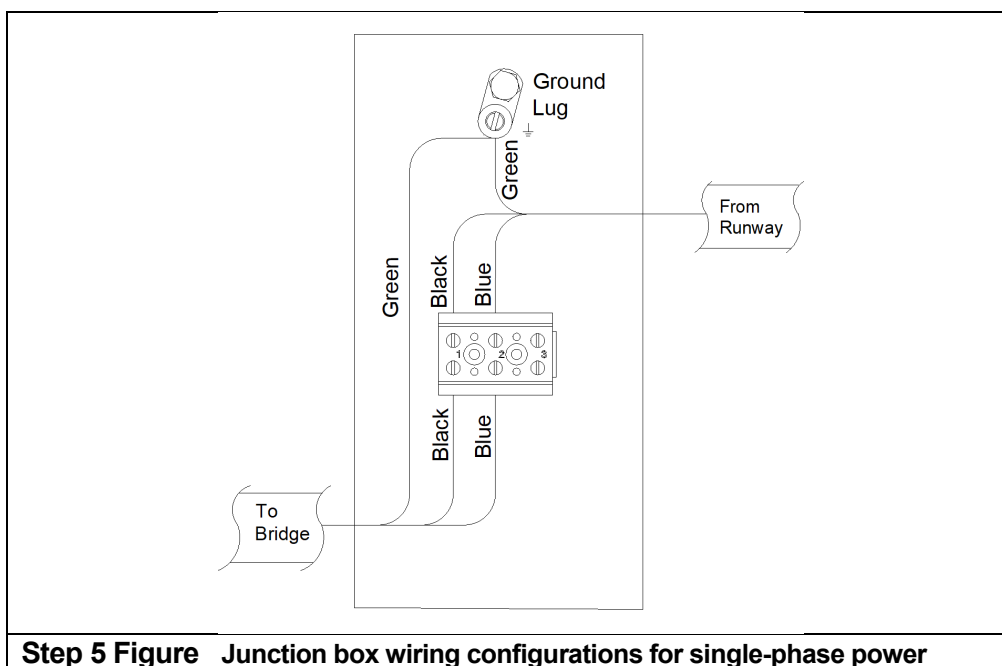 Ground
Lug
Green
From
Runway
Green
Black
Blue
1 2 3
Black
Blue
To
Bridge
Step 5 Figure Junction box wiring configurations for single-phase power